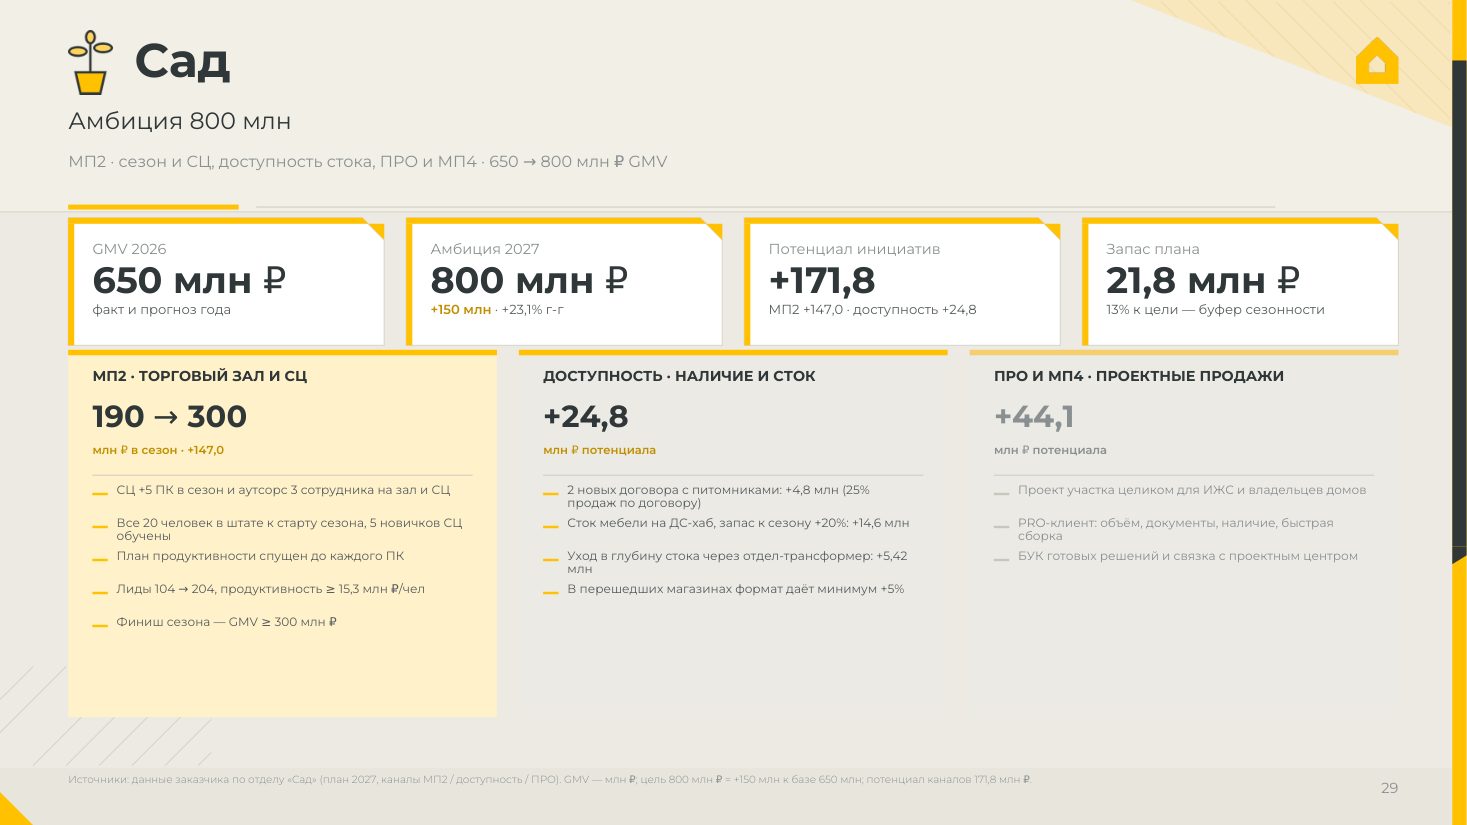 Сад
Амбиция 800 млн
МП2 · сезон и СЦ, доступность стока, ПРО и МП4 · 650 → 800 млн ₽ GMV
GMV 2026
650 млн ₽
факт и прогноз года
Амбиция 2027
800 млн ₽
+150 млн · +23,1% г-г
Потенциал инициатив
+171,8
МП2 +147,0 · доступность +24,8
Запас плана
21,8 млн ₽
13% к цели — буфер сезонности
МП2 · ТОРГОВЫЙ ЗАЛ И СЦ
190 → 300
млн ₽ в сезон · +147,0
СЦ +5 ПК в сезон и аутсорс 3 сотрудника на зал и СЦ
Все 20 человек в штате к старту сезона, 5 новичков СЦ
обучены
План продуктивности спущен до каждого ПК
Лиды 104 → 204, продуктивность ≥ 15,3 млн ₽/чел
Финиш сезона — GMV ≥ 300 млн ₽
ДОСТУПНОСТЬ · НАЛИЧИЕ И СТОК
+24,8
млн ₽ потенциала
2 новых договора с питомниками: +4,8 млн (25%
продаж по договору)
Сток мебели на ДС-хаб, запас к сезону +20%: +14,6 млн
Уход в глубину стока через отдел-трансформер: +5,42
млн
В перешедших магазинах формат даёт минимум +5%
ПРО И МП4 · ПРОЕКТНЫЕ ПРОДАЖИ
+44,1
млн ₽ потенциала
Проект участка целиком для ИЖС и владельцев домов
PRO-клиент: объём, документы, наличие, быстрая
сборка
БУК готовых решений и связка с проектным центром
Источники: данные заказчика по отделу «Сад» (план 2027, каналы МП2 / доступность / ПРО). GMV — млн ₽; цель 800 млн ₽ = +150 млн к базе 650 млн; потенциал каналов 171,8 млн ₽.
29